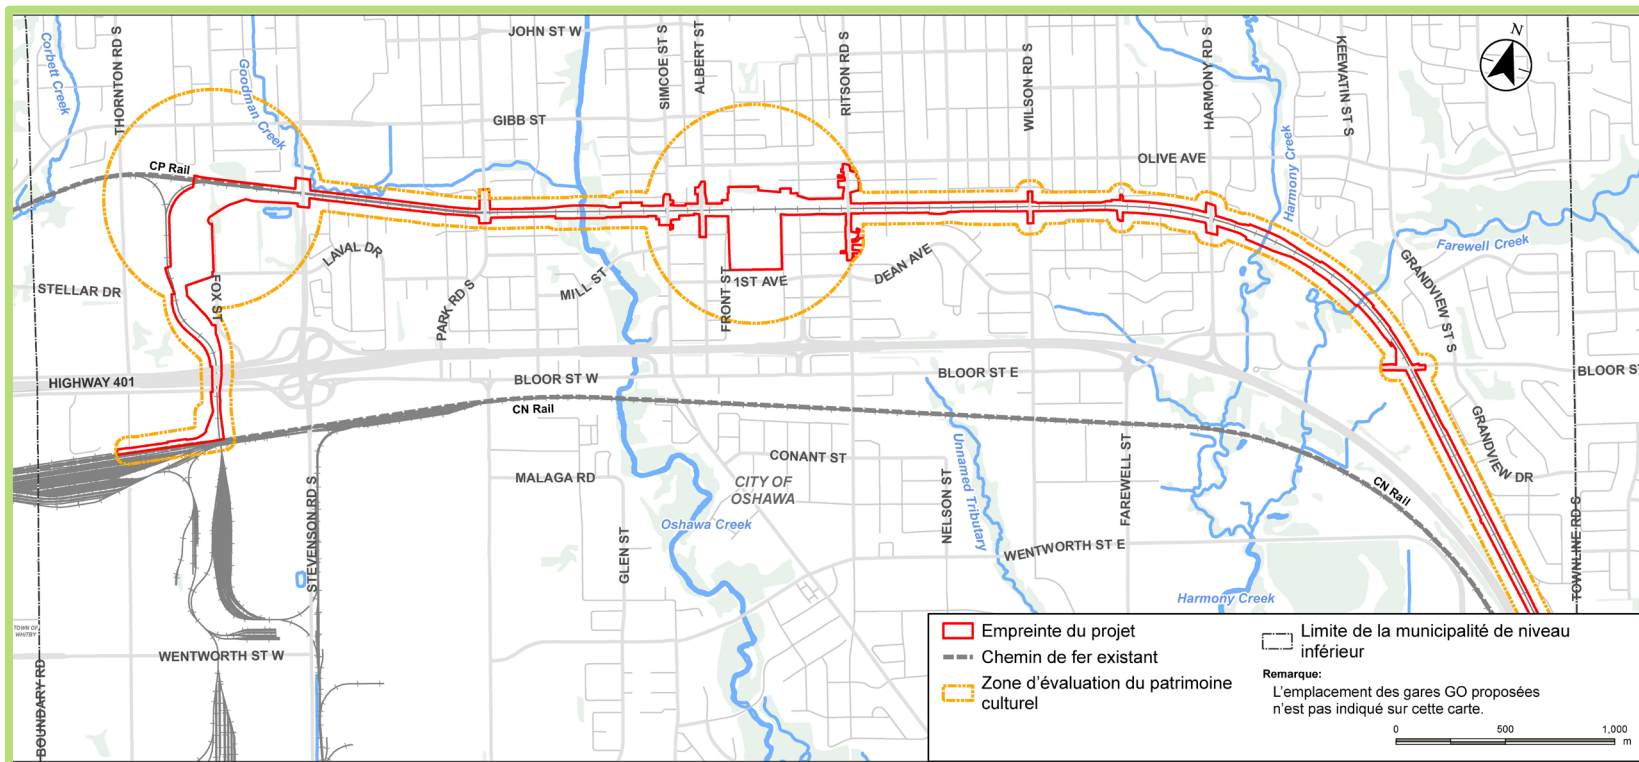 JOHN ST W
SIMCOE ST S
ALBERT ST
RITSON RD S
WILSON RD S
HARMONY RD S
KEEWATIN ST S
N
Corbett Creek
THORNTON RD S
Goodman Creek
GIBB ST
CP Rail
OLIVE AVE
Harmony Creek
Farewell Creek
LAVAL DR
STELLAR DR
FOX ST
PARK RD S
MILL ST
FRONT ST
1ST AVE
DEAN AVE
GRANDVIEW ST S
HIGHWAY 401
BLOOR ST W
BLOOR ST E
BLOOR ST
CN Rail
GRANDVIEW DR
CONANT ST
MALAGA RD
CITY OF
OSHAWA
Oshawa Creek
NELSON ST
Unnamed Tributary
FAREWELL ST
CN Rail
STEVENSON RD S
GLEN ST
WENTWORTH ST E
TOWNLINE RD S
Harmony Creek
TOWN OF
WHITBY
WENTWORTH ST W
BOUNDARY RD
Empreinte du projet
Chemin de fer existant
Zone d'évaluation du patrimoine
culturel
Limite de la municipalité de niveau
inférieur
Remarque:
L'emplacement des gares GO proposées
n'est pas indiqué sur cette carte.
0 500 1,000
m